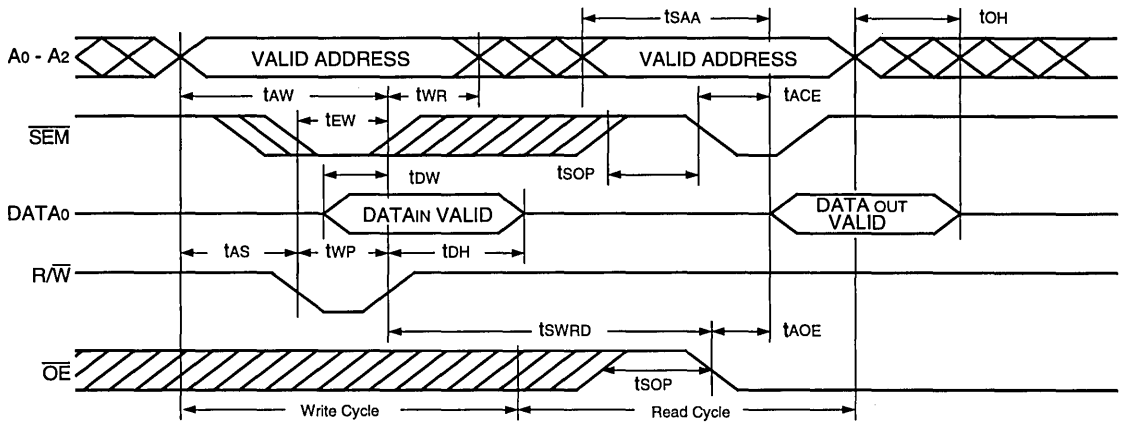 tSAA
tOH
A0 - A2
VALID ADDRESS
VALID ADDRESS
tAW
tWR
tACE
tEW
SEM
tSOP
tDW
DATA0
DATAIN VALID
DATA OUT
VALID
tAS
tWP
tDH
R/W
tSWRD
tAOE
OE
tSOP
Write Cycle
Read Cycle